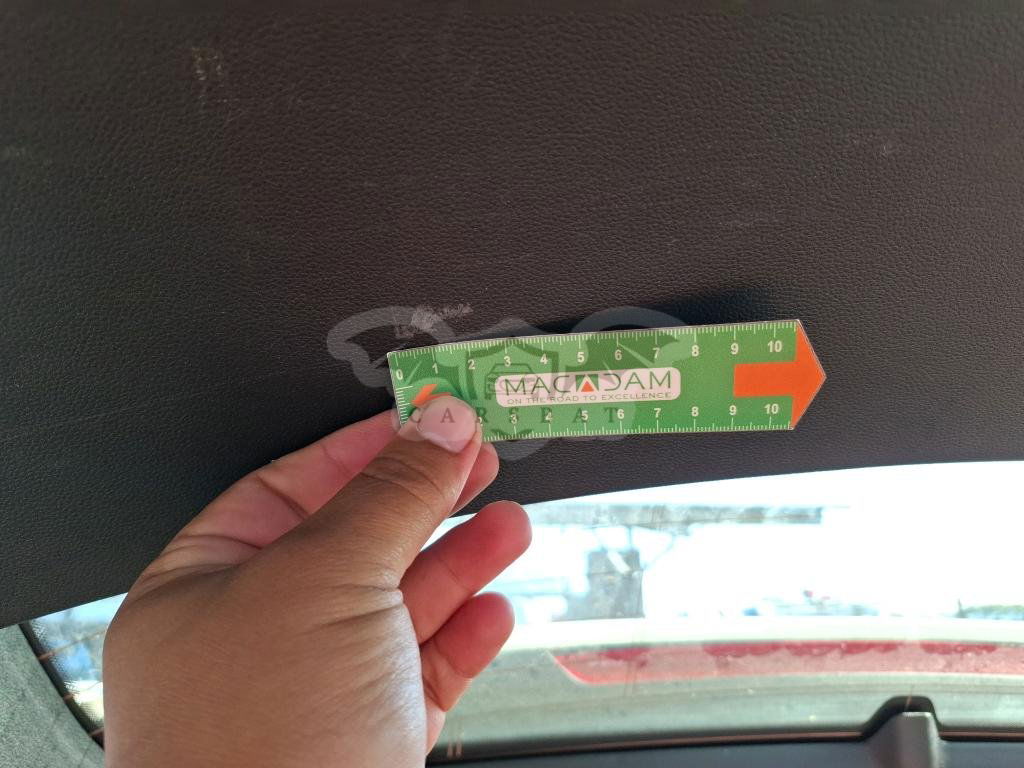 0 1 2 3 4 5 6 7 8 9 10
MACADAM
ON THE ROAD TO EXCELLENCE
CARSEAT
3 4 5 6 7 8 9 10